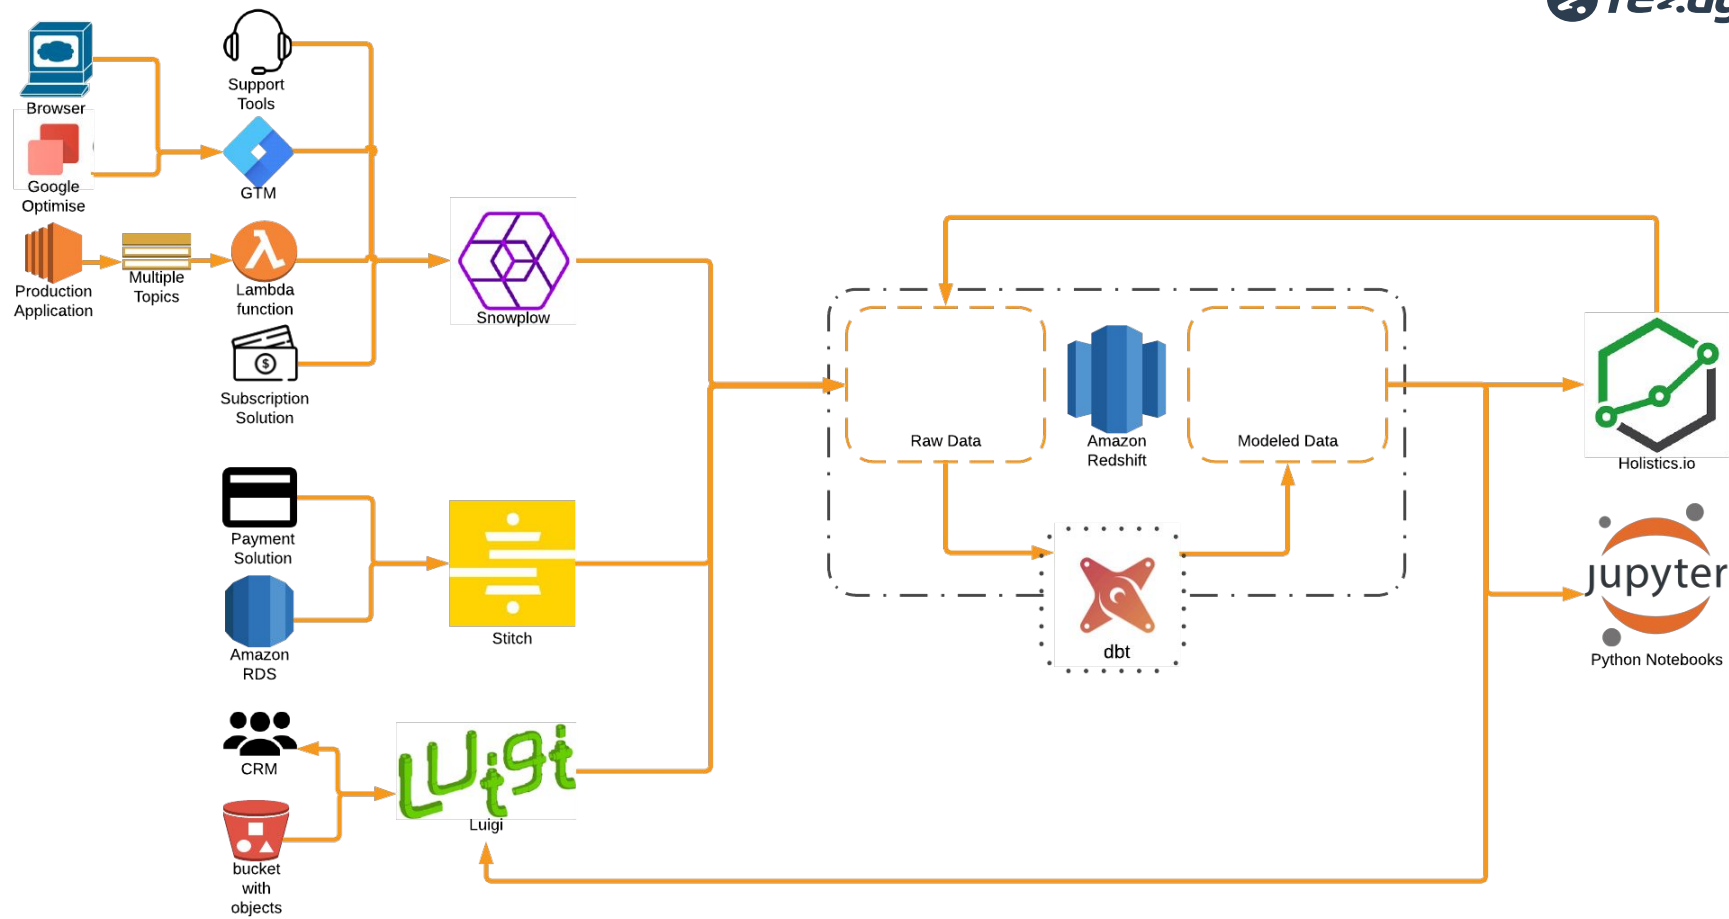 Support
Tools
Browser
Google
Optimise
GTM
Production
Application
Multiple
Topics
Lambda
function
Snowplow
Subscription
Solution
Raw Data
Amazon
Redshift
Modeled Data
Holistics.io
Payment
Solution
Stitch
Amazon
RDS
dbt
jupyter
Python Notebooks
CRM
Luigi
Luigi
bucket
with
objects